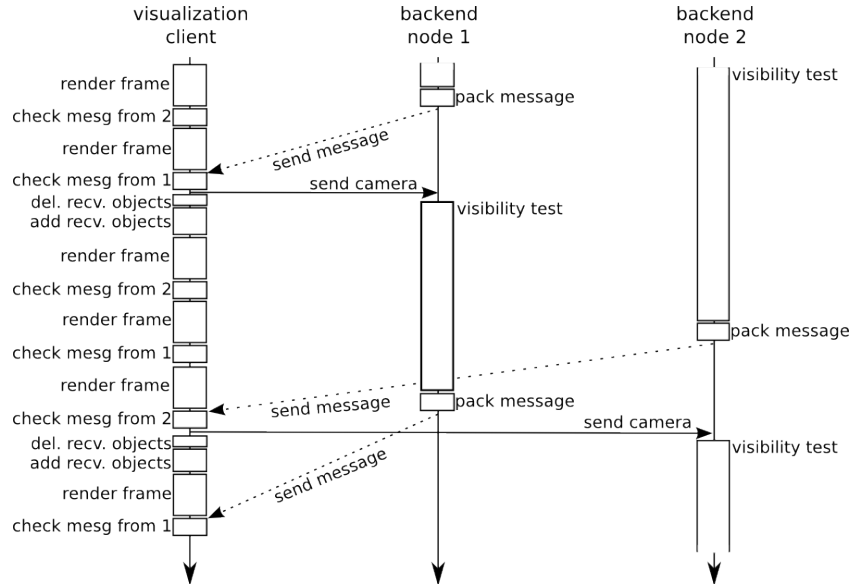 visualization client
backend node 1
backend node 2
render frame
visibility test
pack message
check mesg from 2
send message
render frame
check mesg from 1
send camera
del. recv. objects
visibility test
add recv. objects
render frame
check mesg from 2
render frame
pack message
check mesg from 1
render frame
send message
pack message
check mesg from 2
send camera
del. recv. objects
visibility test
add recv. objects
send message
render frame
check mesg from 1